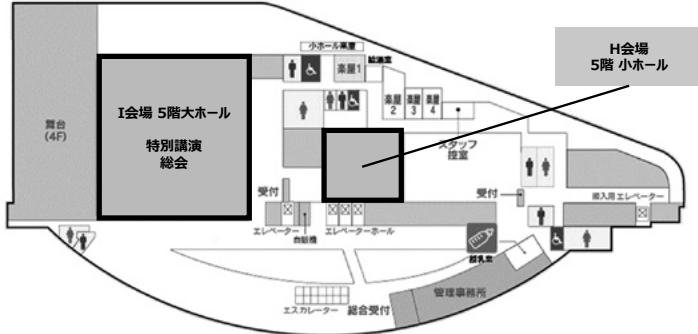 小ホール楽屋
給湯室
楽屋1
H会場
5階 小ホール
I会場 5階大ホール
特別講演
総会
舞台
(4F)
楽屋
2
楽屋
3
楽屋
4
スタッフ
控室
受付
受付
搬入用エレベーター
エレベーター
自販機
エレベーターホール
授乳室
エスカレーター
総合受付
管理事務所